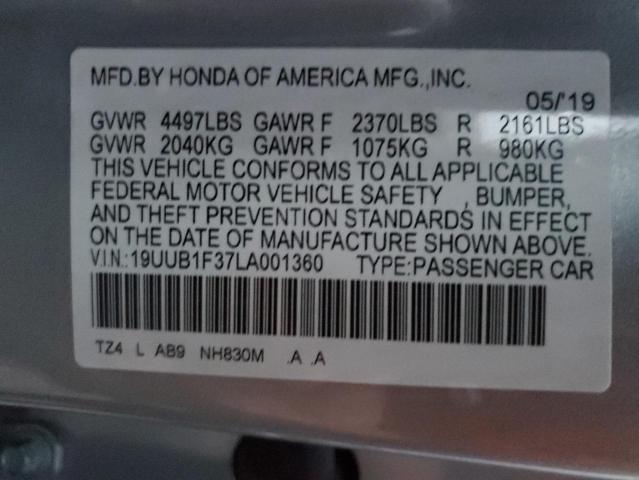 MFD.BY HONDA OF AMERICA MFG.,INC.
05/'19
GVWR 4497LBS GAWR F 2370LBS R 2161LBS
GVWR 2040KG GAWR F 1075KG R 980KG
THIS VEHICLE CONFORMS TO ALL APPLICABLE
FEDERAL MOTOR VEHICLE SAFETY , BUMPER,
AND THEFT PREVENTION STANDARDS IN EFFECT
ON THE DATE OF MANUFACTURE SHOWN ABOVE.
V.I.N.:19UUB1F37LA001360 TYPE:PASSENGER CAR
TZ4 L AB9 NH830M .A .A